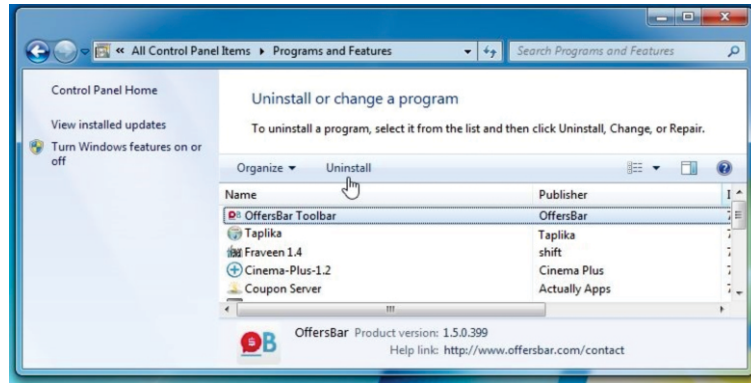 « All Control Panel Items ▸ Programs and Features
Search Programs and Features
Control Panel Home
View installed updates
Turn Windows features on or
off
Uninstall or change a program
To uninstall a program, select it from the list and then click Uninstall, Change, or Repair.
Organize ▾ Uninstall
Name Publisher
OffersBar Toolbar OffersBar
Taplika Taplika
Fraveen 1.4 shift
Cinema-Plus-1.2 Cinema Plus
Coupon Server Actually Apps
OffersBar Product version: 1.5.0.399
Help link: http://www.offersbar.com/contact